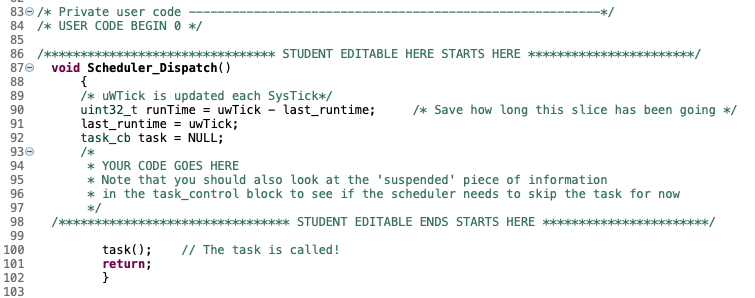 83 /* Private user code ---------------------------------------------------------*/
84 /* USER CODE BEGIN 0 */
85
86 /******************************** STUDENT EDITABLE HERE STARTS HERE ***********************/
87 void Scheduler_Dispatch()
88 {
89 /* uWTick is updated each SysTick*/
90 uint32_t runTime = uwTick - last_runtime; /* Save how long this slice has been going */
91 last_runtime = uwTick;
92 task_cb task = NULL;
93 /*
94 * YOUR CODE GOES HERE
95 * Note that you should also look at the 'suspended' piece of information
96 * in the task_control block to see if the scheduler needs to skip the task for now
97 */
98 /******************************** STUDENT EDITABLE ENDS STARTS HERE ***********************/
99
100 task(); // The task is called!
101 return;
102 }
103